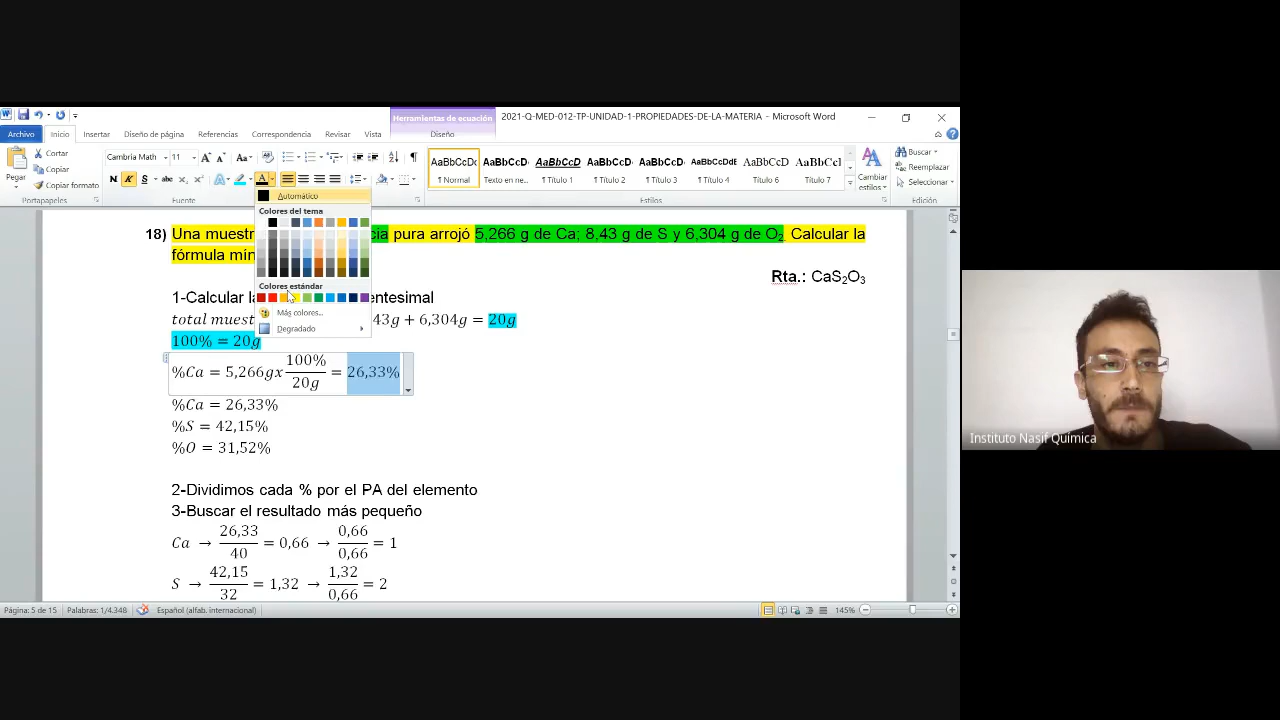 Herramientas de ecuación
2021-Q-MED-012-TP-UNIDAD-1-PROPIEDADES-DE-LA-MATERIA - Microsoft Word
Archivo Inicio Insertar Diseño de página Referencias Correspondencia Revisar Vista Diseño
Cortar
Copiar
Copiar formato
Pegar
Cambria Math 11
AaBbCcDc AaBbCcD AaBbCcD AaBbCcD AaBbCcD AaBbCcDdE AaBbCcD AaBbCc
¶ Normal Texto en ne... ¶ Título 1 ¶ Título 2 ¶ Título 3 ¶ Título 4 Título 6 Título 7
Cambiar estilos
Buscar
Reemplazar
Seleccionar
Portapapeles Fuente Estilos Edición
Automático
Colores del tema
Colores estándar
Más colores...
Degradado
18) Una muest cia pura arrojó 5,266 g de Ca; 8,43 g de S y 6,304 g de O₂. Calcular la
fórmula mín
Rta.: CaS₂O₃
1-Calcular la ntesimal
total muest 43g + 6,304g = 20g
100% = 20g
%Ca = 5,266gx 100%/20g = 26,33%
%Ca = 26,33%
%S = 42,15%
%O = 31,52%
2-Dividimos cada % por el PA del elemento
3-Buscar el resultado más pequeño
Ca → 26,33/40 = 0,66 → 0,66/0,66 = 1
S → 42,15/32 = 1,32 → 1,32/0,66 = 2
Página: 5 de 15 Palabras: 1/4.348 Español (alfab. internacional) 145%
Instituto Nasif Química